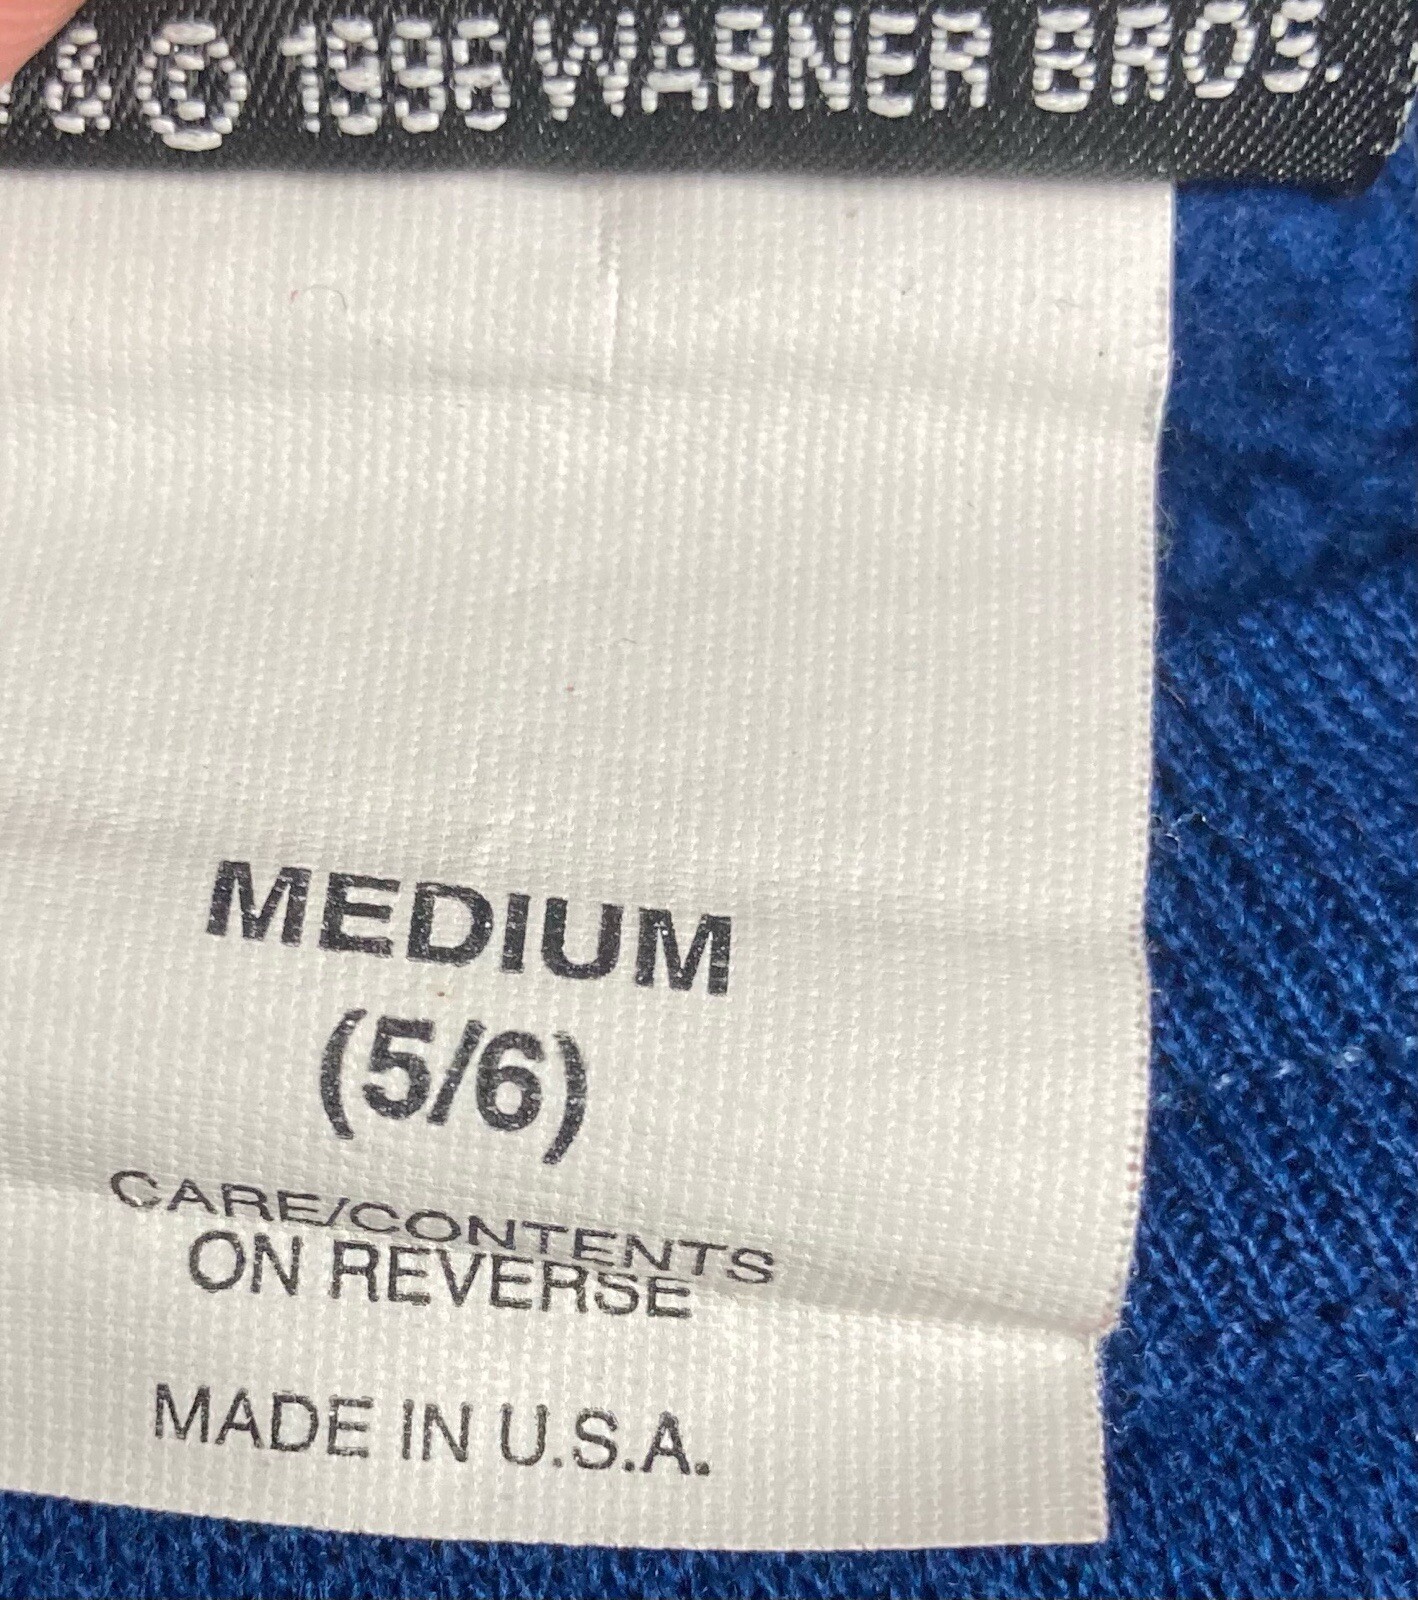 & © 1996 WARNER BROS.
MEDIUM
(5/6)
CARE/CONTENTS
ON REVERSE
MADE IN U.S.A.